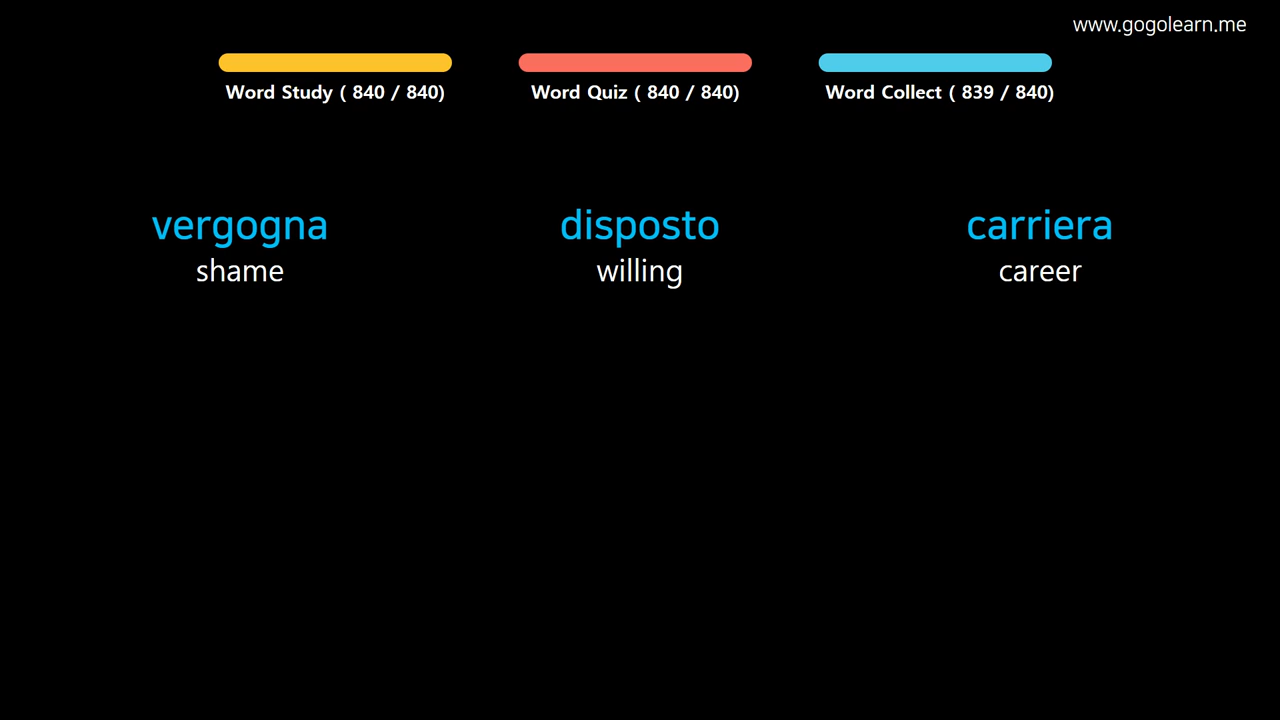 www.gogolearn.me
Word Study ( 840 / 840)
Word Quiz ( 840 / 840)
Word Collect ( 839 / 840)
vergogna
shame
disposto
willing
carriera
career